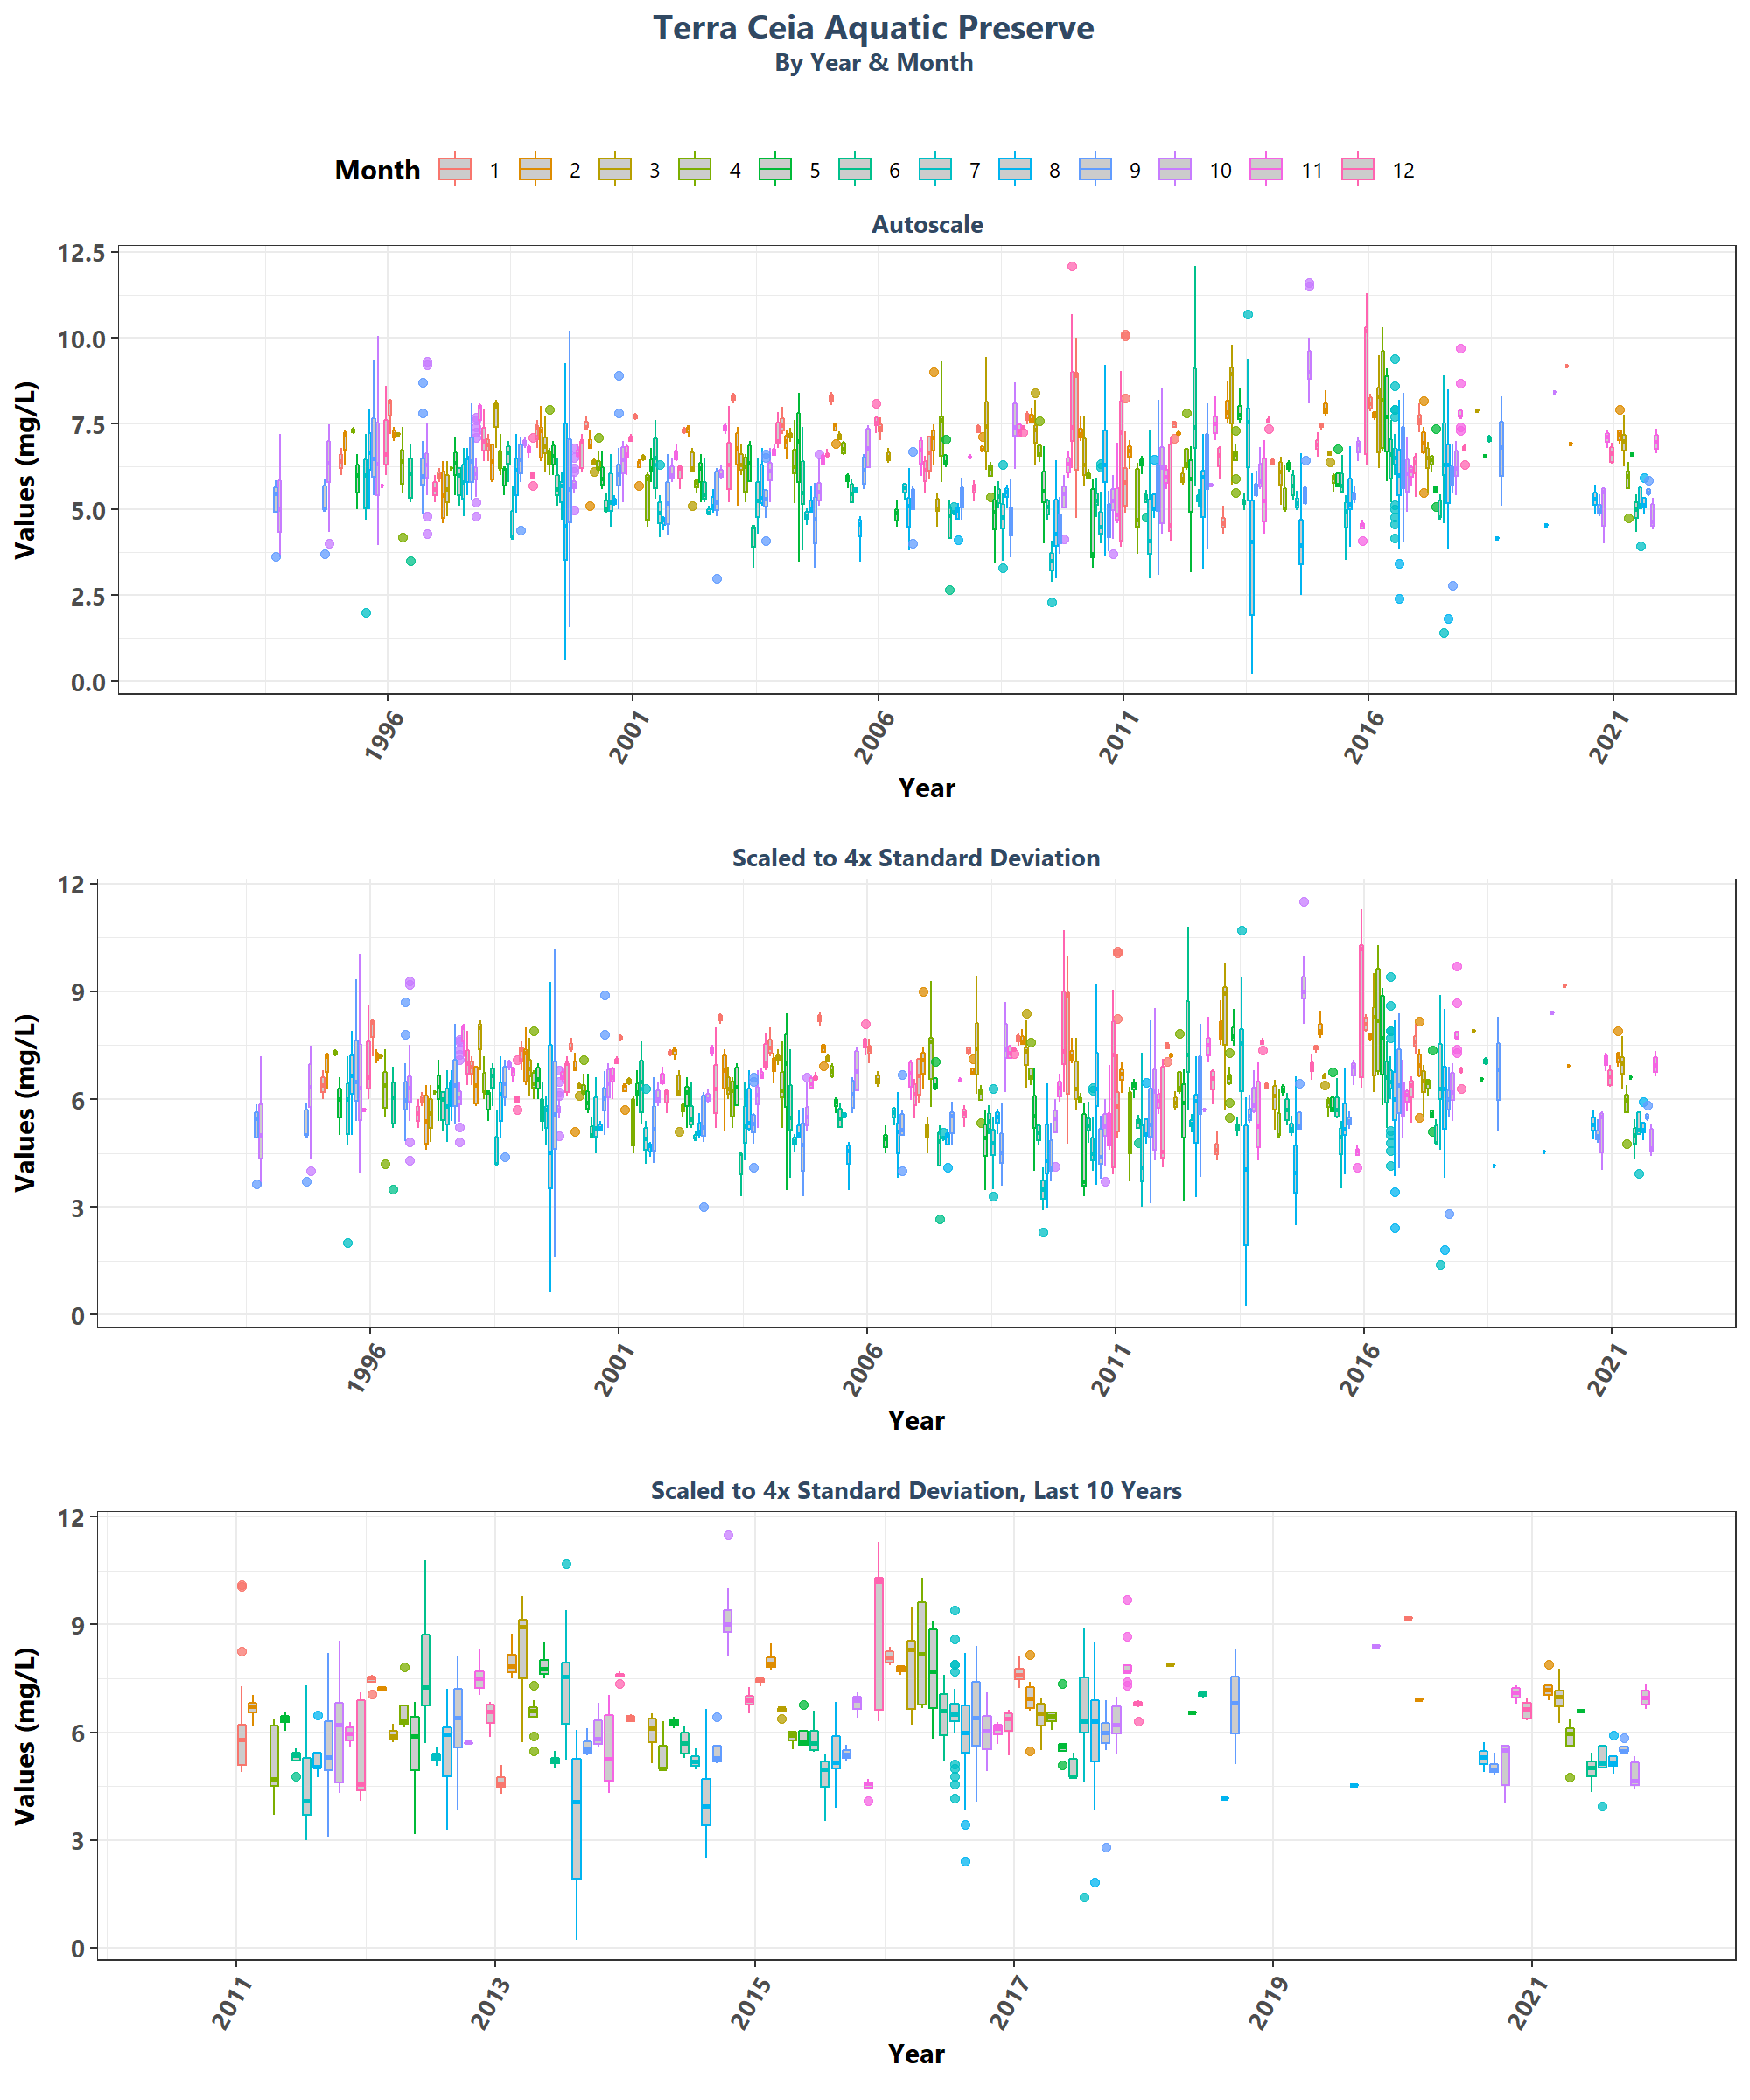 Terra Ceia Aquatic Preserve
By Year & Month
Month 1 2 3 4 5 6 7 8 9 10 11 12
Autoscale
Values (mg/L)
12.5
10.0
7.5
5.0
2.5
0.0
1996 2001 2006 2011 2016 2021
Year
Scaled to 4x Standard Deviation
Values (mg/L)
12
9
6
3
0
1996 2001 2006 2011 2016 2021
Year
Scaled to 4x Standard Deviation, Last 10 Years
Values (mg/L)
12
9
6
3
0
2011 2013 2015 2017 2019 2021
Year